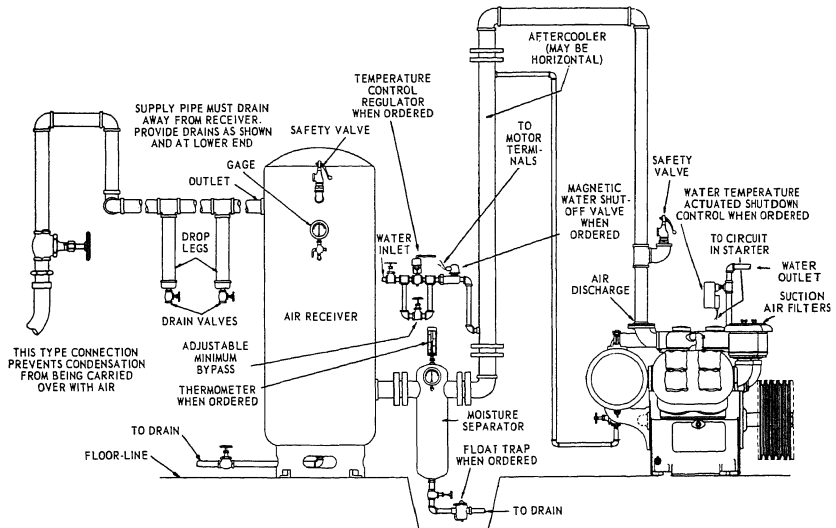 AFTERCOOLER
(MAY BE
HORIZONTAL)
TEMPERATURE
CONTROL
REGULATOR
WHEN ORDERED
SUPPLY PIPE MUST DRAIN
AWAY FROM RECEIVER.
PROVIDE DRAINS AS SHOWN
AND AT LOWER END
SAFETY VALVE
GAGE
OUTLET
TO
MOTOR
TERMI-
NALS
MAGNETIC
WATER SHUT-
OFF VALVE
WHEN
ORDERED
SAFETY
VALVE
WATER TEMPERATURE
ACTUATED SHUTDOWN
CONTROL WHEN ORDERED
TO CIRCUIT
IN STARTER
WATER
OUTLET
SUCTION
AIR FILTERS
AIR
DISCHARGE
WATER
INLET
DROP
LEGS
DRAIN VALVES
AIR RECEIVER
THIS TYPE CONNECTION
PREVENTS CONDENSATION
FROM BEING CARRIED
OVER WITH AIR
ADJUSTABLE
MINIMUM
BYPASS
THERMOMETER
WHEN ORDERED
MOISTURE
SEPARATOR
TO DRAIN
FLOOR-LINE
FLOAT TRAP
WHEN ORDERED
TO DRAIN